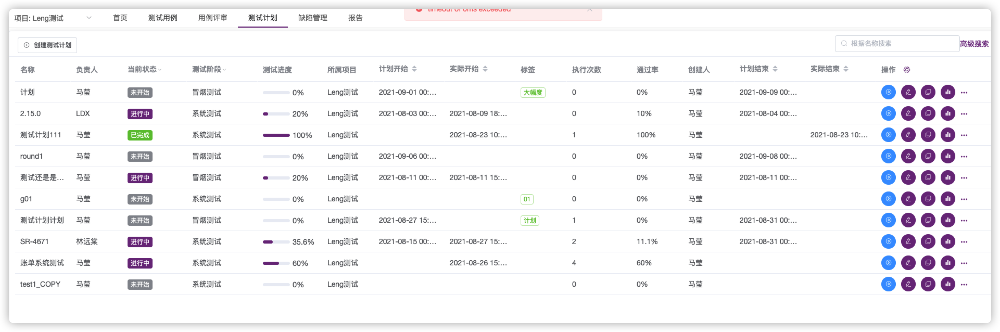 项目: Leng测试 首页 测试用例 用例评审 测试计划 缺陷管理 报告 timeout of 0ms exceeded
创建测试计划 根据名称搜索 高级搜索
名称 负责人 当前状态 测试阶段 测试进度 所属项目 计划开始 实际开始 标签 执行次数 通过率 创建人 计划结束 实际结束 操作
计划 马莹 未开始 冒烟测试 0% Leng测试 2021-09-01 00:... 大幅度 0 0% 马莹 2021-09-09 00:...
2.15.0 LDX 进行中 系统测试 20% Leng测试 2021-08-03 00:... 2021-08-09 18:... 0 10% 马莹 2021-08-04 00:...
测试计划111 马莹 已完成 系统测试 100% Leng测试 2021-08-23 10:... 1 100% 马莹 2021-08-23 10:...
round1 马莹 未开始 冒烟测试 0% Leng测试 2021-09-06 00:... 0 0% 马莹 2021-09-08 00:...
测试还是是... 马莹 进行中 冒烟测试 20% Leng测试 2021-08-11 00:... 2021-08-11 15:... 0 0% 马莹 2021-08-11 00:...
g01 马莹 未开始 系统测试 0% Leng测试 01 0 0% 马莹
测试计划计划 马莹 未开始 冒烟测试 0% Leng测试 2021-08-27 15:... 计划 1 0% 马莹 2021-08-31 00:...
SR-4671 林远棠 进行中 系统测试 35.6% Leng测试 2021-08-15 00:... 2021-08-27 15:... 2 11.1% 马莹 2021-08-31 00:...
账单系统测试 马莹 进行中 系统测试 60% Leng测试 2021-08-26 15:... 4 60% 马莹
test1_COPY 马莹 未开始 系统测试 0% Leng测试 0 0% 马莹